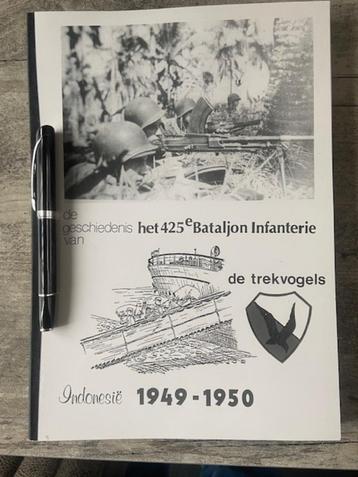 de
geschiedenis het 425e Bataljon Infanterie
van
de trekvogels
Indonesië 1949-1950